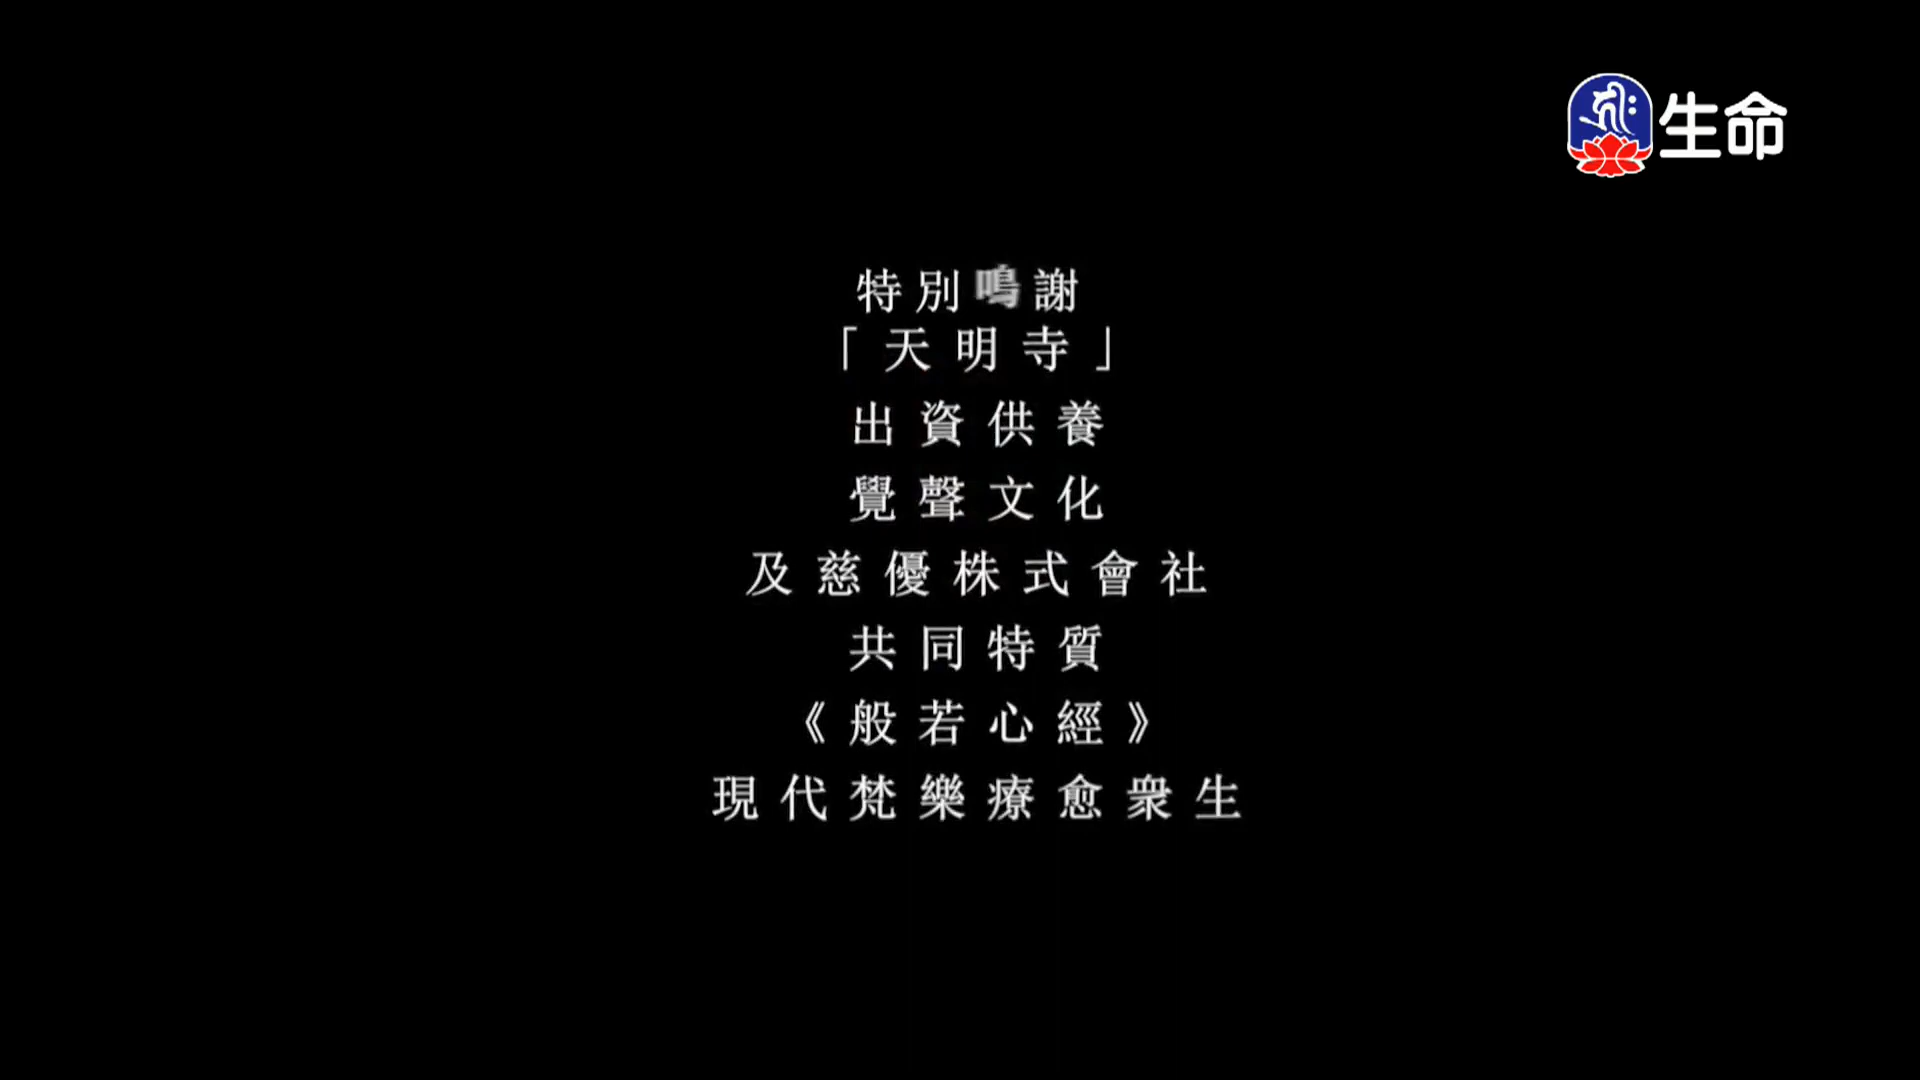 生命
特別鳴謝
「天明寺」
出資供養
覺聲文化
及慈優株式會社
共同特質
《般若心經》
現代梵樂療愈衆生